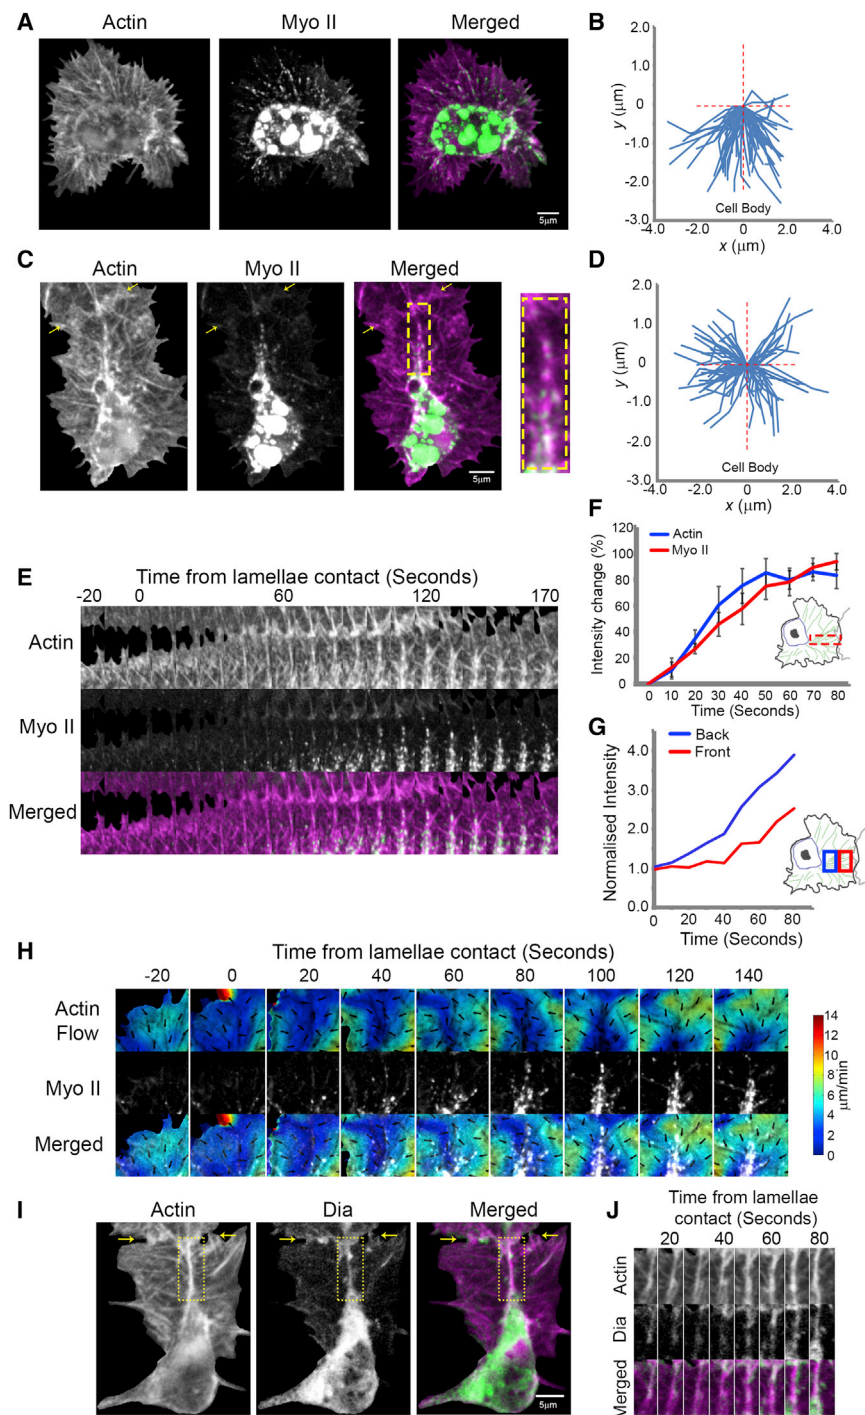 A Actin Myo II Merged
5μm
B
2.0
1.0
0
-1.0
-2.0
-3.0
y (μm)
Cell Body
-4.0 -2.0 0 2.0 4.0
x (μm)
C Actin Myo II Merged
5μm
D
2.0
1.0
0
-1.0
-2.0
-3.0
y (μm)
Cell Body
-4.0 -2.0 0 2.0 4.0
x (μm)
E Time from lamellae contact (Seconds)
-20 0 60 120 170
Actin
Myo II
Merged
F
120
100
80
60
40
20
0
Intensity change (%)
Actin
Myo II
0 10 20 30 40 50 60 70 80
Time (Seconds)
G
4.0
3.0
2.0
1.0
0.0
Normalised Intensity
Back
Front
0 20 40 60 80
Time (Seconds)
H Time from lamellae contact (Seconds)
-20 0 20 40 60 80 100 120 140
Actin
Flow
Myo II
Merged
14
12
10
8
6
4
2
0
μm/min
I Actin Dia Merged
5μm
J Time from lamellae
contact (Seconds)
20 40 60 80
Actin
Dia
Merged